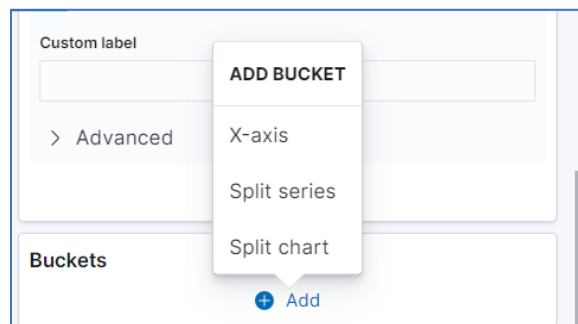 Custom label
ADD BUCKET
Advanced
X-axis
Split series
Split chart
Buckets
Add